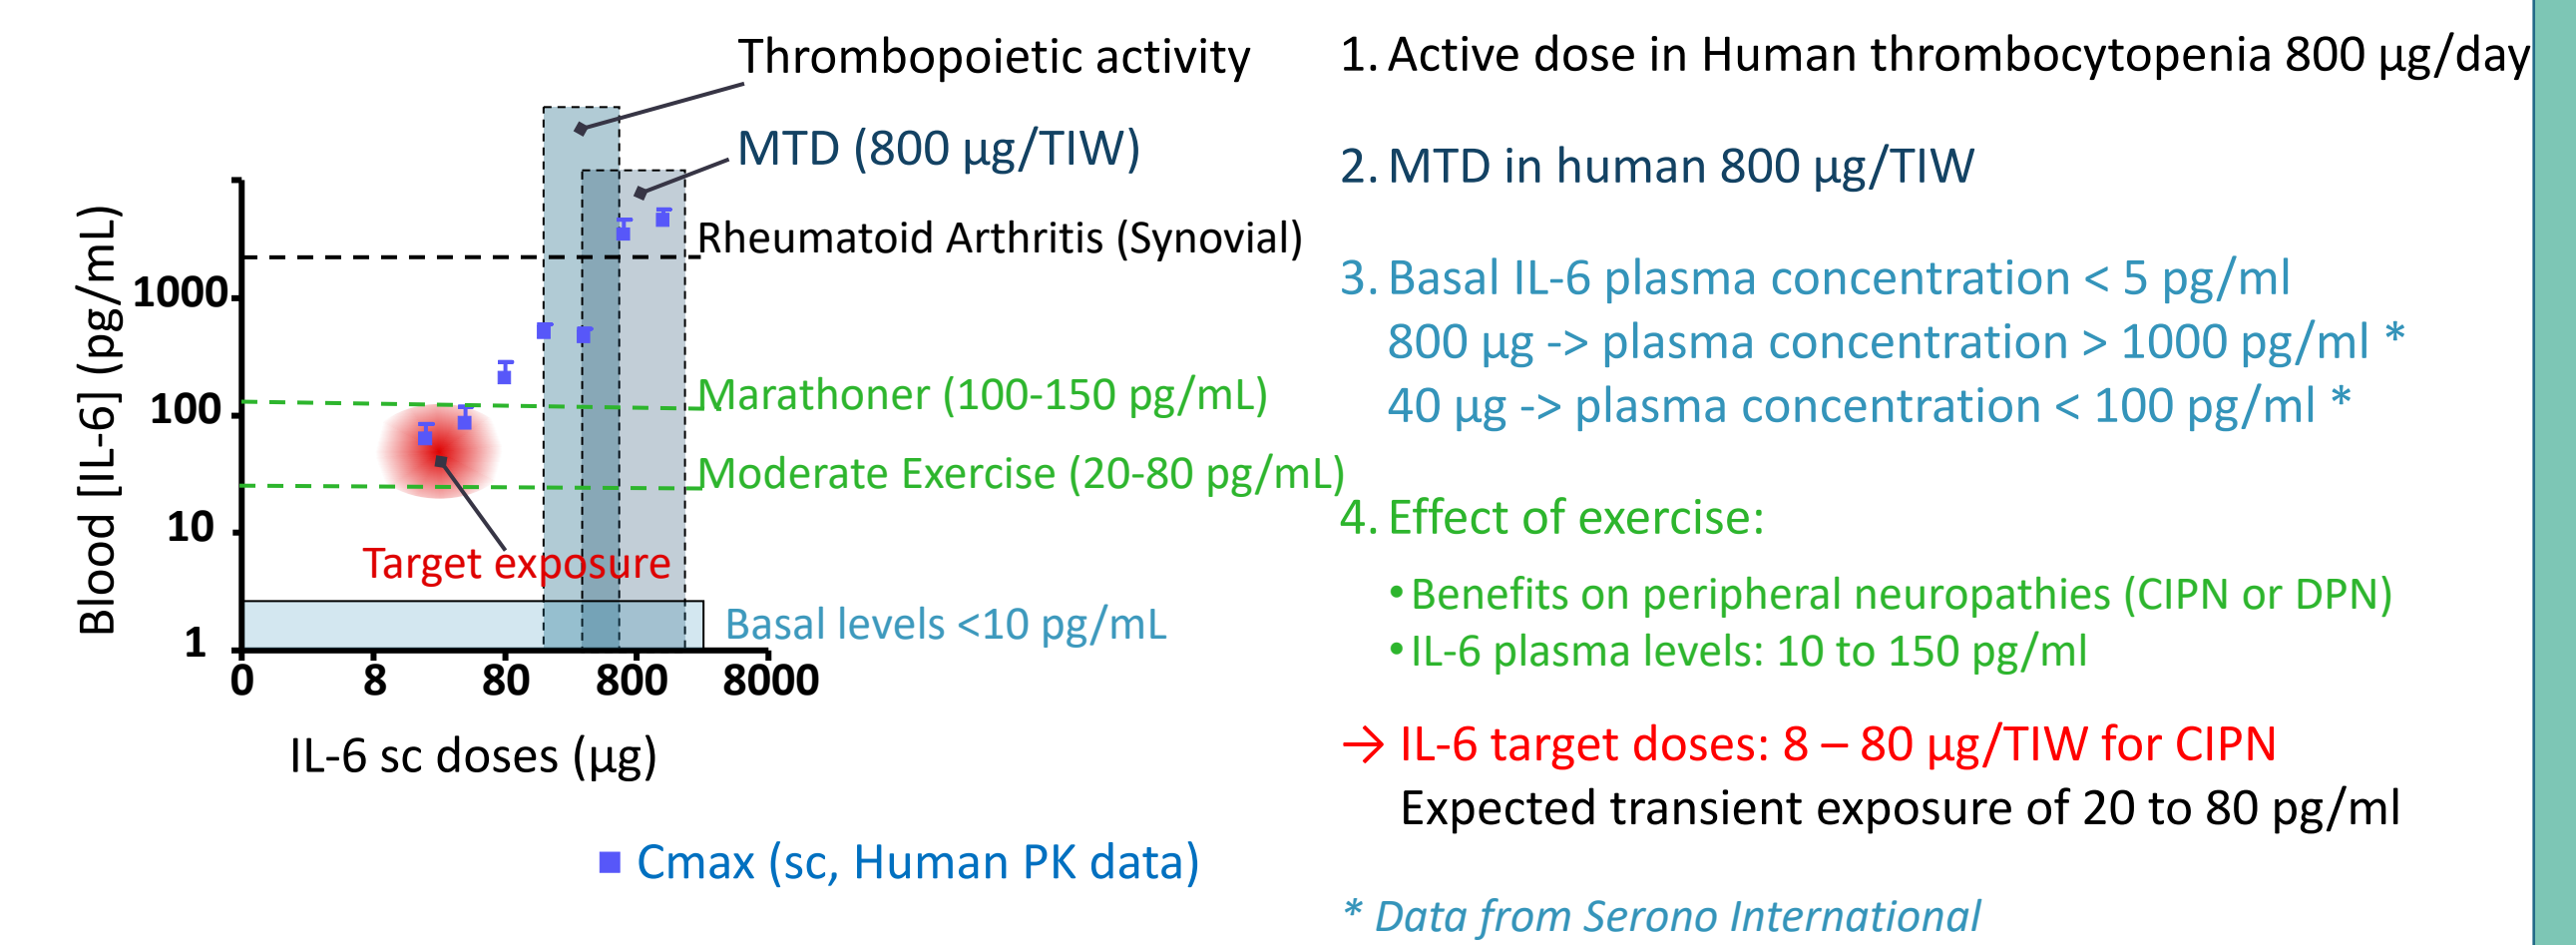 Thrombopoietic activity
MTD (800 µg/TIW)
Rheumatoid Arthritis (Synovial)
Marathoner (100-150 pg/mL)
Moderate Exercise (20-80 pg/mL)
Target exposure
Basal levels <10 pg/mL
Blood [IL-6] (pg/mL)
1000
100
10
1
0 8 80 800 8000
IL-6 sc doses (µg)
Cmax (sc, Human PK data)
1. Active dose in Human thrombocytopenia 800 µg/day
2. MTD in human 800 µg/TIW
3. Basal IL-6 plasma concentration < 5 pg/ml
800 µg -> plasma concentration > 1000 pg/ml *
40 µg -> plasma concentration < 100 pg/ml *
4. Effect of exercise:
• Benefits on peripheral neuropathies (CIPN or DPN)
• IL-6 plasma levels: 10 to 150 pg/ml
→ IL-6 target doses: 8 – 80 µg/TIW for CIPN
Expected transient exposure of 20 to 80 pg/ml
* Data from Serono International